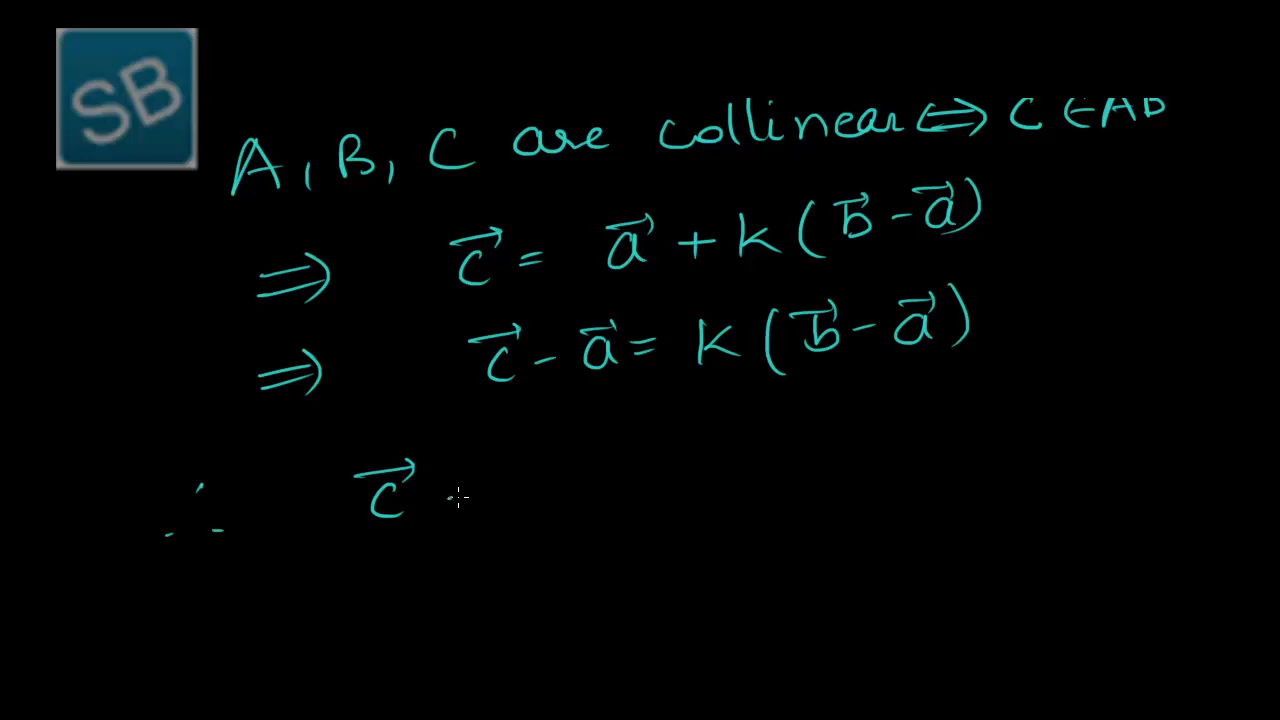 SB
A, B, C are collinear ⇔ C ∈ AB
⇒ c⃗ = a⃗ + k(b⃗ - a⃗)
⇒ c⃗ - a⃗ = k(b⃗ - a⃗)
∴ c⃗ -